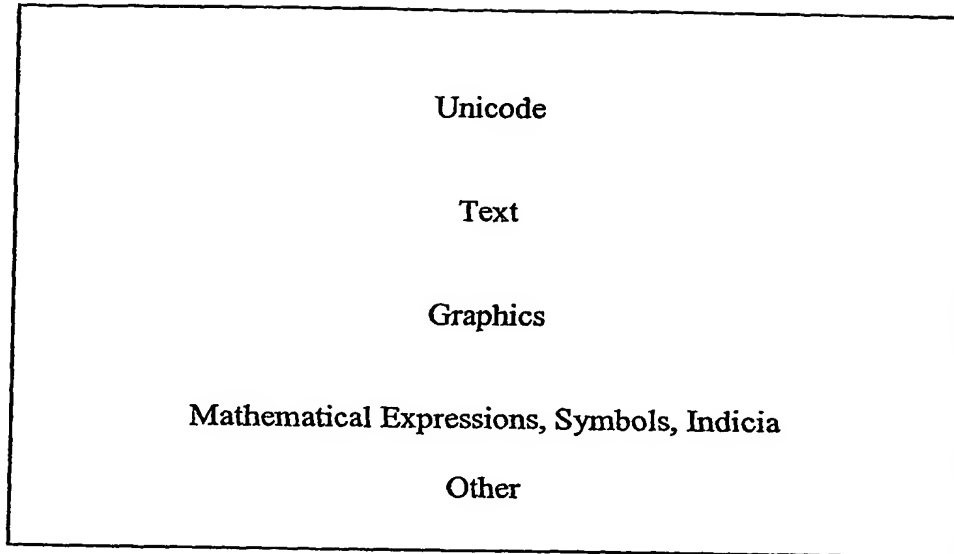 Unicode
Text
Graphics
Mathematical Expressions, Symbols, Indicia
Other